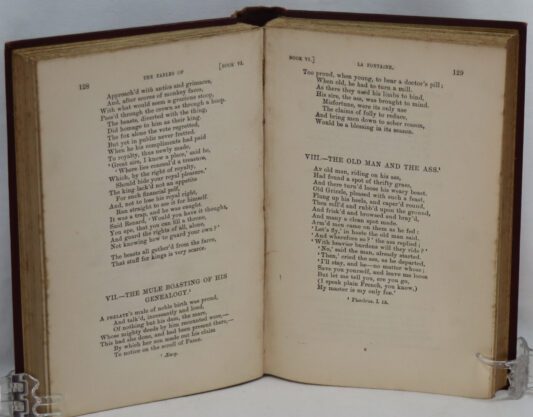 128
THE FABLES OF
[BOOK VI.
Approach'd with antics and grimaces,
And, after scores of monkey faces,
With what would seem a gracious stoop,
Pass'd through the crown as through a hoop.
The beasts, diverted with the thing,
Did homage to him as their king.
The fox alone the vote regretted,
But yet in public never fretted.
When he his compliments had paid
To royalty, thus newly made,
'Great sire, I know a place,' said he,
'Where lies conceal'd a treasure,
Which, by the right of royalty,
Should bide your royal pleasure.'
The king lack'd not an appetite
For such financial pelf,
And, not to lose his royal right,
Ran straight to see it for himself.
It was a trap, and he was caught.
Said Renard, 'Would you have it thought,
You ape, that you can fill a throne,
And guard the rights of all, alone,
Not knowing how to guard your own?'
The beasts all gather'd from the farce,
That stuff for kings is very scarce.
VII.—THE MULE BOASTING OF HIS
GENEALOGY.¹
A PRELATE'S mule of noble birth was proud,
And talk'd, incessantly and loud,
Of nothing but his dam, the mare,
Whose mighty deeds by him recounted were,—
This had she done, and had been present there,—
By which her son made out his claim
To notice on the scroll of Fame.
¹ Æsop.
BOOK VI.]
LA FONTAINE.
129
Too proud, when young, to bear a doctor's pill;
When old, he had to turn a mill.
As there they used his limbs to bind,
His sire, the ass, was brought to mind.
Misfortune, were its only use
The claims of folly to reduce,
And bring men down to sober reason,
Would be a blessing in its season.
VIII.—THE OLD MAN AND THE ASS.¹
AN old man, riding on his ass,
Had found a spot of thrifty grass,
And there turn'd loose his weary beast.
Old Grizzle, pleased with such a feast,
Flung up his heels, and caper'd round,
Then roll'd and rubb'd upon the ground,
And frisk'd and browsed and bray'd,
And many a clean spot made.
Arm'd men came on them as he fed:
'Let's fly,' in haste the old man said.
'And wherefore so?' the ass replied;
'With heavier burdens will they ride?'
'No,' said the man, already started.
'Then,' cried the ass, as he departed,
'I'll stay, and be—no matter whose;
Save you yourself, and leave me loose
But let me tell you, ere you go,
(I speak plain French, you know,)
My master is my only foe.'
¹ Phædrus. I. 15.